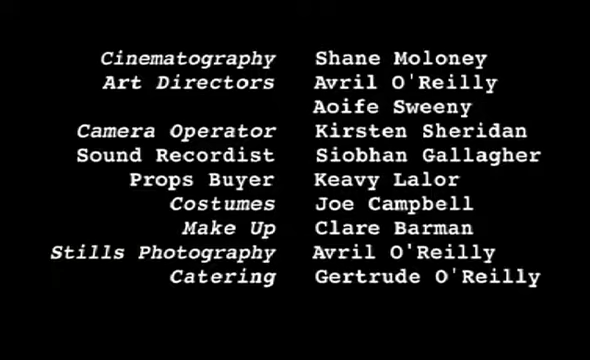 Cinematography Shane Moloney
Art Directors Avril O'Reilly
Aoife Sweeny
Camera Operator Kirsten Sheridan
Sound Recordist Siobhan Gallagher
Props Buyer Keavy Lalor
Costumes Joe Campbell
Make Up Clare Barman
Stills Photography Avril O'Reilly
Catering Gertrude O'Reilly